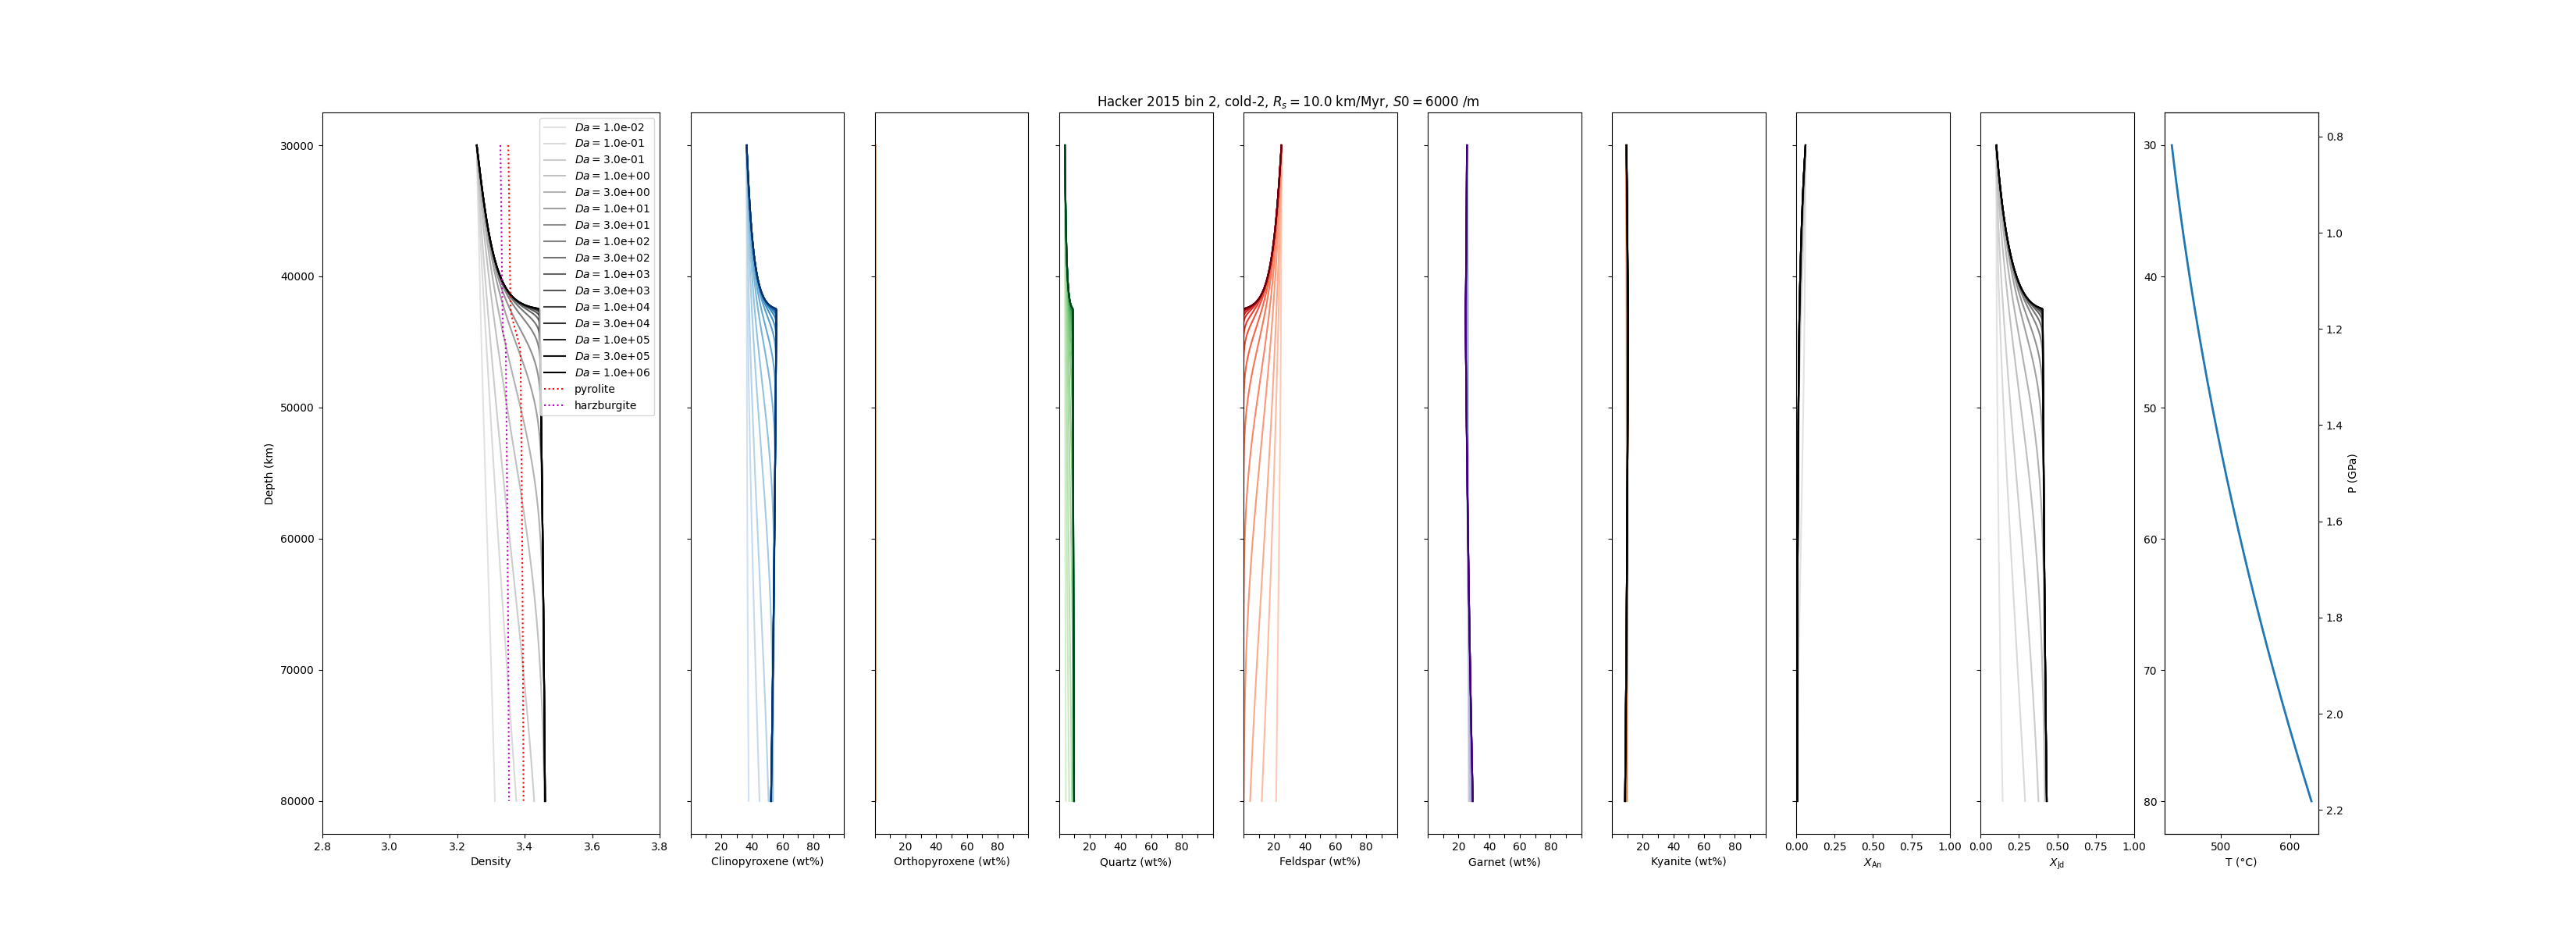 Hacker 2015 bin 2, cold-2, R_s = 10.0 km/Myr, S0 = 6000 /m
Da = 1.0e-02
Da = 1.0e-01
Da = 3.0e-01
Da = 1.0e+00
Da = 3.0e+00
Da = 1.0e+01
Da = 3.0e+01
Da = 1.0e+02
Da = 3.0e+02
Da = 1.0e+03
Da = 3.0e+03
Da = 1.0e+04
Da = 3.0e+04
Da = 1.0e+05
Da = 3.0e+05
Da = 1.0e+06
pyrolite
harzburgite
Depth (km)
30000
40000
50000
60000
70000
80000
2.8 3.0 3.2 3.4 3.6 3.8
Density
20 40 60 80
Clinopyroxene (wt%)
20 40 60 80
Orthopyroxene (wt%)
20 40 60 80
Quartz (wt%)
20 40 60 80
Feldspar (wt%)
20 40 60 80
Garnet (wt%)
20 40 60 80
Kyanite (wt%)
0.00 0.25 0.50 0.75 1.00
X_An
0.00 0.25 0.50 0.75 1.00
X_Jd
30
40
50
60
70
80
500 600
T (°C)
0.8
1.0
1.2
1.4
1.6
1.8
2.0
2.2
P (GPa)